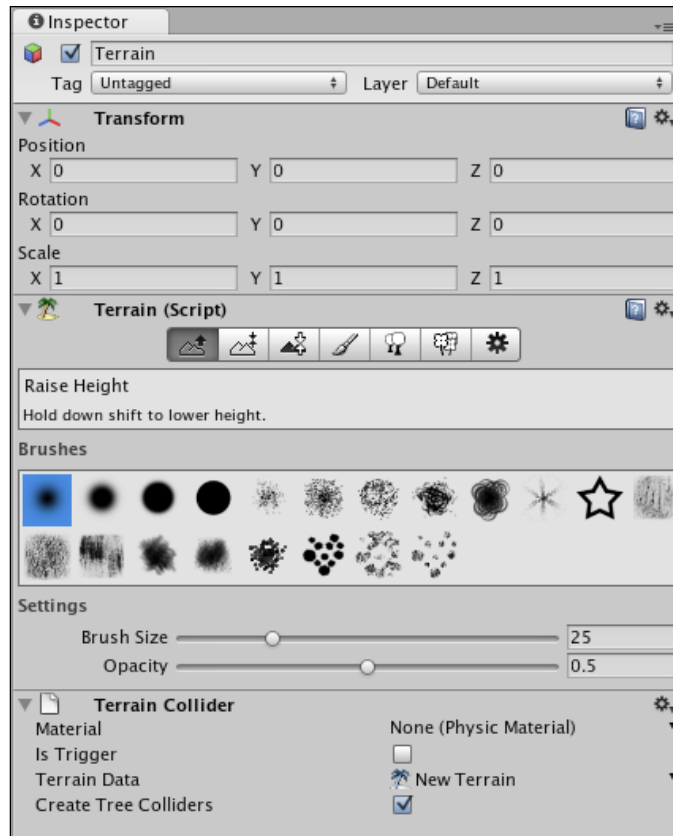 Inspector
Terrain
Tag Untagged Layer Default
Transform
Position
X 0 Y 0 Z 0
Rotation
X 0 Y 0 Z 0
Scale
X 1 Y 1 Z 1
Terrain (Script)
Raise Height
Hold down shift to lower height.
Brushes
Settings
Brush Size 25
Opacity 0.5
Terrain Collider
Material None (Physic Material)
Is Trigger
Terrain Data New Terrain
Create Tree Colliders